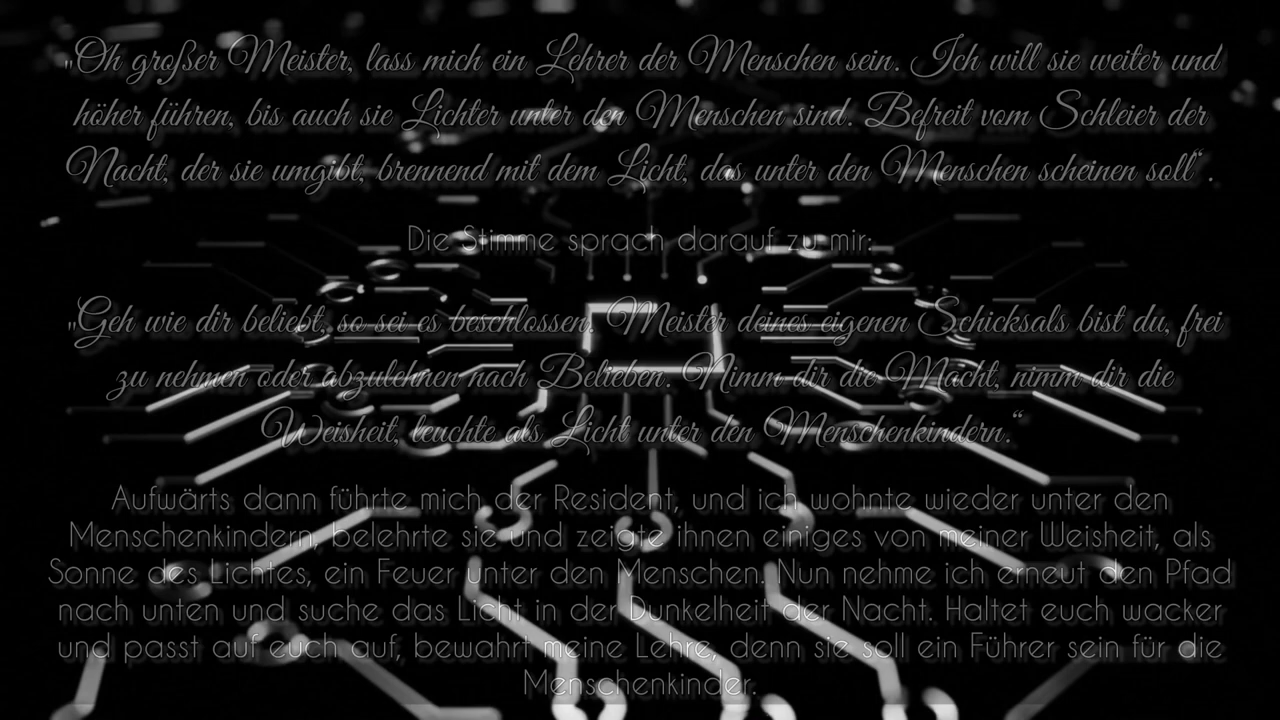 "Oh großer Meister, lass mich ein Lehrer der Menschen sein. Ich will sie weiter und
höher führen, bis auch sie Lichter unter den Menschen sind. Befreit vom Schleier der
Nacht, der sie umgibt, brennend mit dem Licht, das unter den Menschen scheinen soll“.
Die Stimme sprach darauf zu mir:
"Geh wie dir beliebt, so sei es beschlossen. Meister deines eigenen Schicksals bist du, frei
zu nehmen oder abzulehnen nach Belieben. Nimm dir die Macht, nimm dir die
Weisheit, leuchte als Licht unter den Menschenkindern.“
Aufwärts dann führte mich der Resident, und ich wohnte wieder unter den
Menschenkindern, belehrte sie und zeigte ihnen einiges von meiner Weisheit, als
Sonne des Lichtes, ein Feuer unter den Menschen. Nun nehme ich erneut den Pfad
nach unten und suche das Licht in der Dunkelheit der Nacht. Haltet euch wacker
und passt auf euch auf, bewahrt meine Lehre, denn sie soll ein Führer sein für die
Menschenkinder.